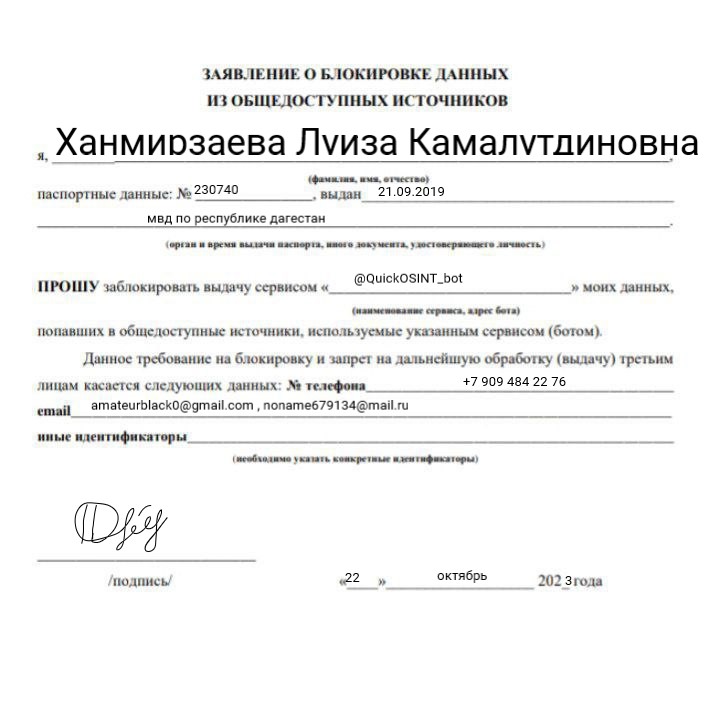 ЗАЯВЛЕНИЕ О БЛОКИРОВКЕ ДАННЫХ
ИЗ ОБЩЕДОСТУПНЫХ ИСТОЧНИКОВ
я, Ханмирзаева Луиза Камалутдиновна,
(фамилия, имя, отчество)
паспортные данные: № 230740, выдан 21.09.2019
мвд по республике дагестан.
(орган и время выдачи паспорта, иного документа, удостоверяющего личность)
ПРОШУ заблокировать выдачу сервисом «@QuickOSINT_bot» моих данных,
(наименование сервиса, адрес бота)
попавших в общедоступные источники, используемые указанным сервисом (ботом).
Данное требование на блокировку и запрет на дальнейшую обработку (выдачу) третьим
лицам касается следующих данных: № телефона +7 909 484 22 76
email amateurblack0@gmail.com , noname679134@mail.ru
иные идентификаторы
(необходимо указать конкретные идентификаторы)
/подпись/ «22» октябрь 2023года